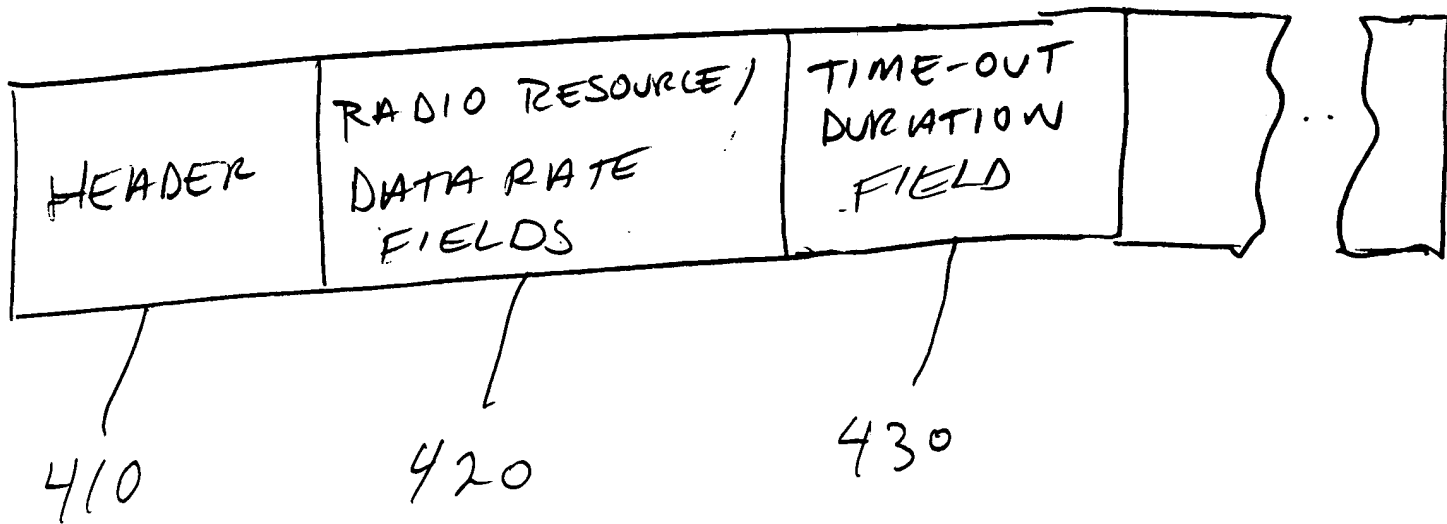 HEADER
RADIO RESOURCE/
DATA RATE
FIELDS
TIME-OUT
DURATION
FIELD
410
420
430